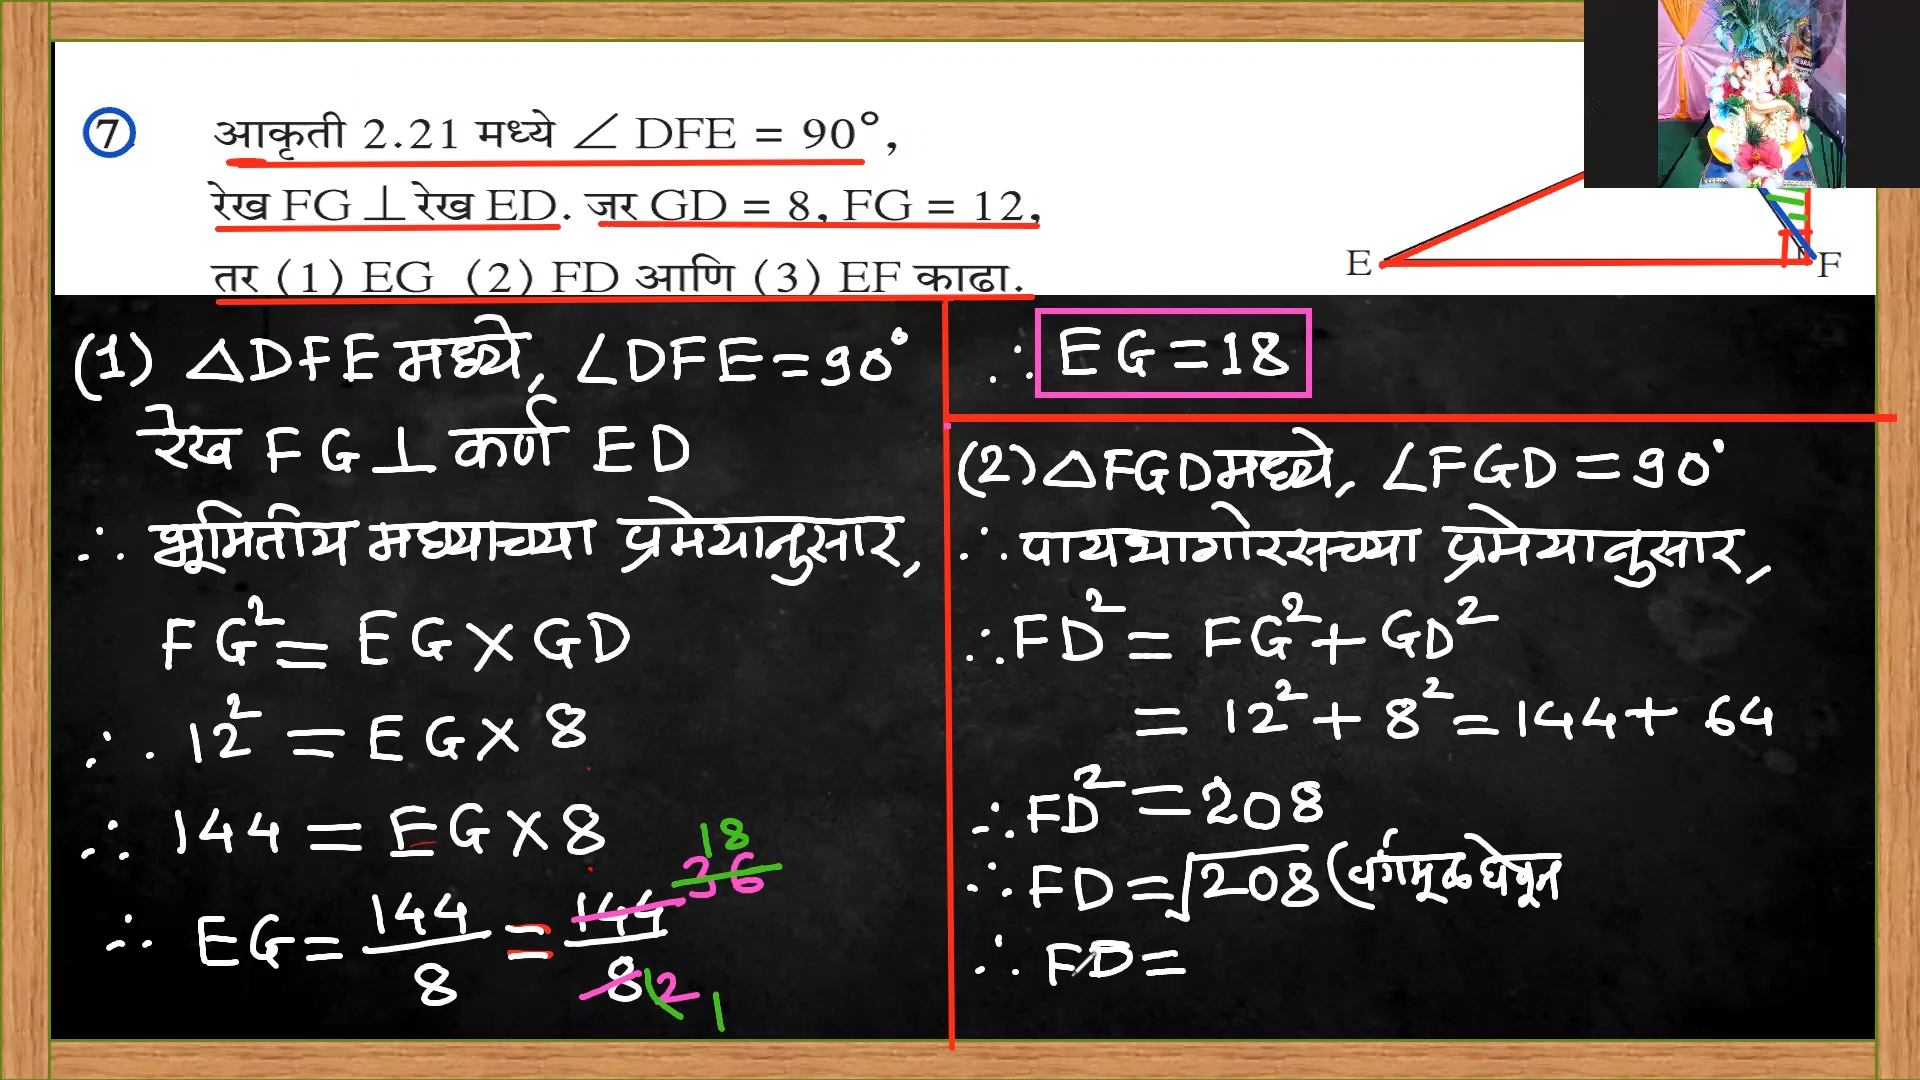 7 आकृती 2.21 मध्ये ∠ DFE = 90°,
रेख FG ⊥ रेख ED. जर GD = 8, FG = 12,
तर (1) EG (2) FD आणि (3) EF काढा.
E F
(1) △DFE मध्ये, ∠DFE = 90°
रेख FG ⊥ कर्ण ED
∴ भूमितीय मध्याच्या प्रमेयानुसार,
FG² = EG × GD
∴ 12² = EG × 8
∴ 144 = EG × 8
18
36
∴ EG = 144/8 = 144/8
2 1
∴ EG = 18
(2) △FGD मध्ये, ∠FGD = 90°
∴ पायथागोरसच्या प्रमेयानुसार,
∴ FD² = FG² + GD²
= 12² + 8² = 144 + 64
∴ FD² = 208
∴ FD = √208 (वर्गमूळ घेवून
∴ FD =